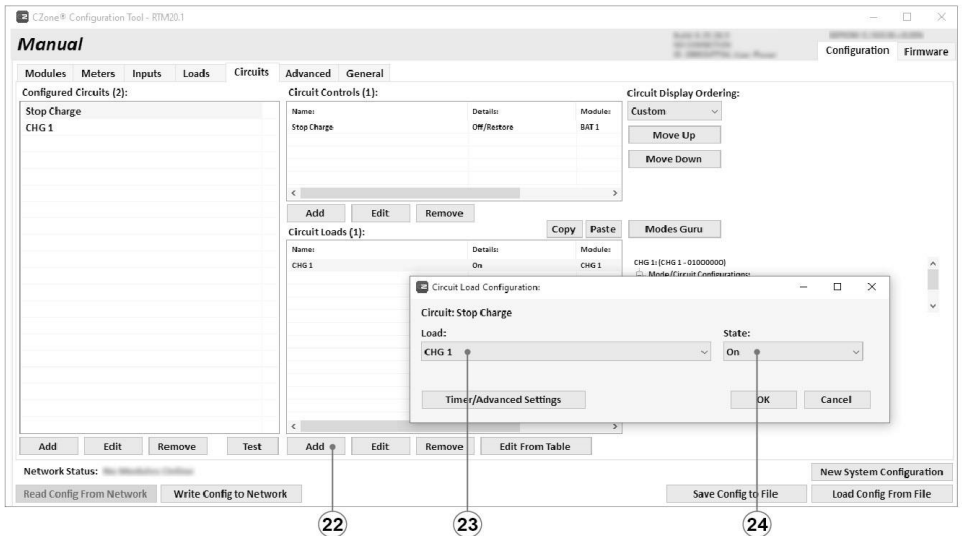 CZone® Configuration Tool - RTM20.1
Manual
Configuration Firmware
Modules Meters Inputs Loads Circuits Advanced General
Configured Circuits (2):
Stop Charge
CHG 1
Circuit Controls (1):
Name: Details: Module:
Stop Charge Off/Restore BAT 1
Circuit Display Ordering:
Custom
Move Up
Move Down
Add Edit Remove
Circuit Loads (1):
Copy Paste Modes Guru
Name: Details: Module:
CHG 1 On CHG 1
CHG 1: (CHG 1 - 01000000)
Mode/Circuit Configurations:
Circuit Load Configuration:
Circuit: Stop Charge
Load: State:
CHG 1 On
Timer/Advanced Settings OK Cancel
Add Edit Remove Test Add Edit Remove Edit From Table
Network Status:
New System Configuration
Read Config From Network Write Config to Network Save Config to File Load Config From File
22 23 24